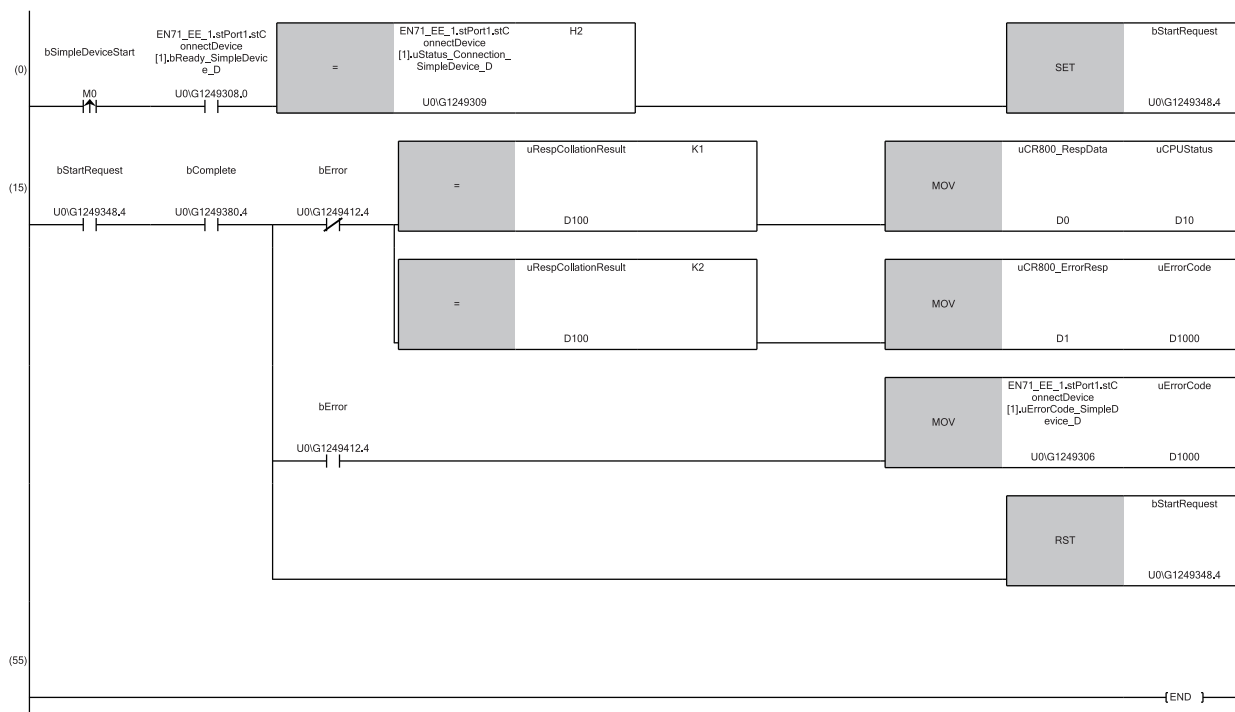 (0)
bSimpleDeviceStart
M0
EN71_EE_1.stPort1.stC
onnectDevice
[1].bReady_SimpleDevic
e_D
U0\G1249308.0
=
EN71_EE_1.stPort1.stC
onnectDevice
[1].uStatus_Connection_
SimpleDevice_D
U0\G1249309
H2
SET
bStartRequest
U0\G1249348.4
(15)
bStartRequest
U0\G1249348.4
bComplete
U0\G1249380.4
bError
U0\G1249412.4
=
uRespCollationResult
D100
K1
MOV
uCR800_RespData
D0
uCPUStatus
D10
=
uRespCollationResult
D100
K2
MOV
uCR800_ErrorResp
D1
uErrorCode
D1000
bError
U0\G1249412.4
MOV
EN71_EE_1.stPort1.stC
onnectDevice
[1].uErrorCode_SimpleD
evice_D
U0\G1249306
uErrorCode
D1000
RST
bStartRequest
U0\G1249348.4
(55)
END